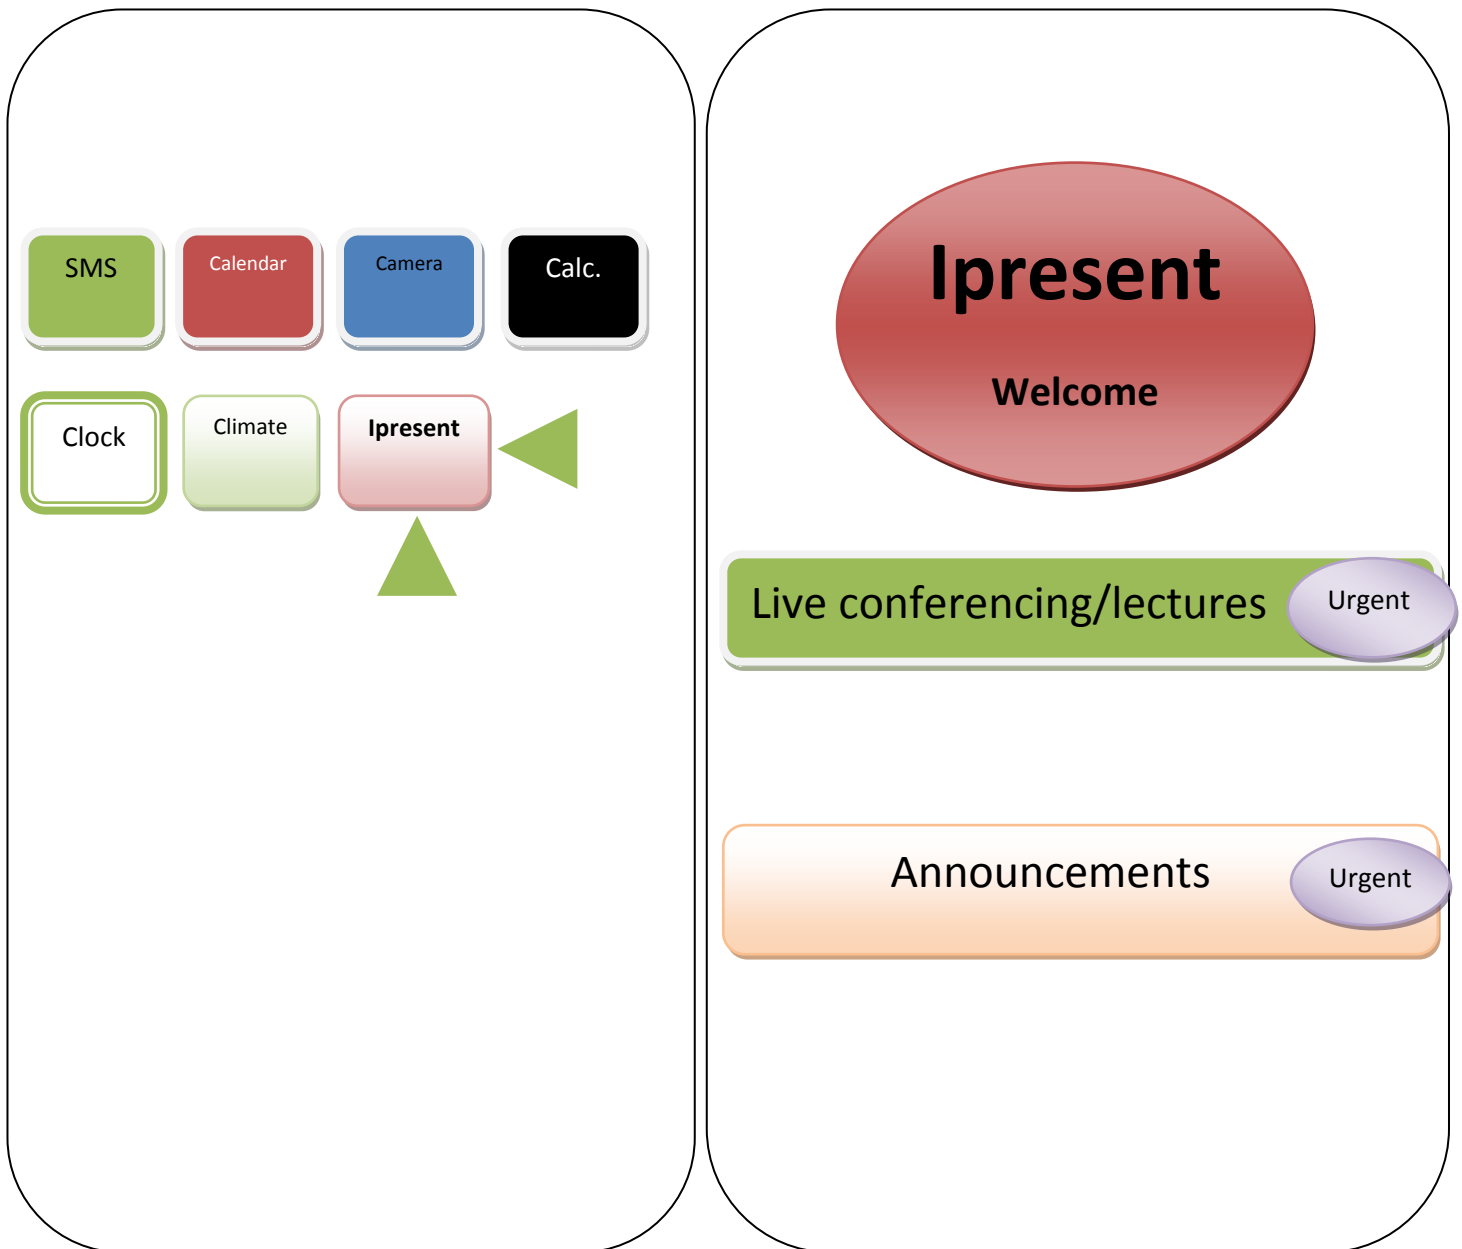 SMS
Calendar
Camera
Calc.
Clock
Climate
Ipresent
Ipresent
Welcome
Live conferencing/lectures
Urgent
Announcements
Urgent